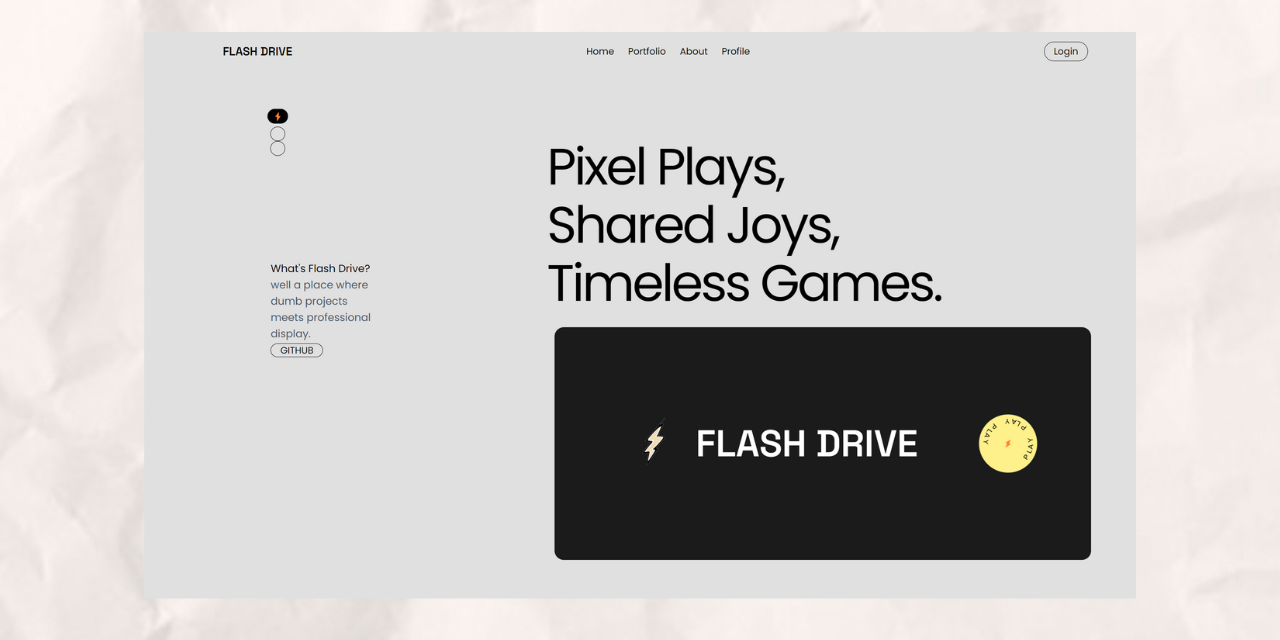 FLASH DRIVE
Home Portfolio About Profile
Login
Pixel Plays,
Shared Joys,
Timeless Games.
What's Flash Drive?
well a place where
dumb projects
meets professional
display.
GITHUB
FLASH DRIVE
PLAY PLAY PLAY